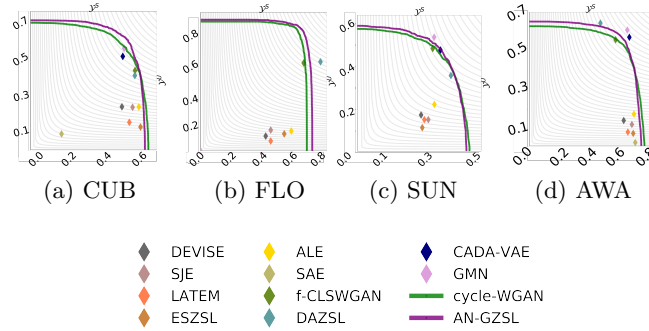 0.7 0.5 0.3 0.1 0.0 0.2 0.4 0.6
0.8 0.6 0.4 0.2 0.0 0.2 0.4 0.6 0.8
0.6 0.4 0.2 0.0 0.1 0.3 0.5
0.7 0.5 0.3 0.1 0.0 0.2 0.4 0.6 0.8
(a) CUB (b) FLO (c) SUN (d) AWA
DEVISE ALE CADA-VAE
SJE SAE GMN
LATEM f-CLSWGAN cycle-WGAN
ESZSL DAZSL AN-GZSL